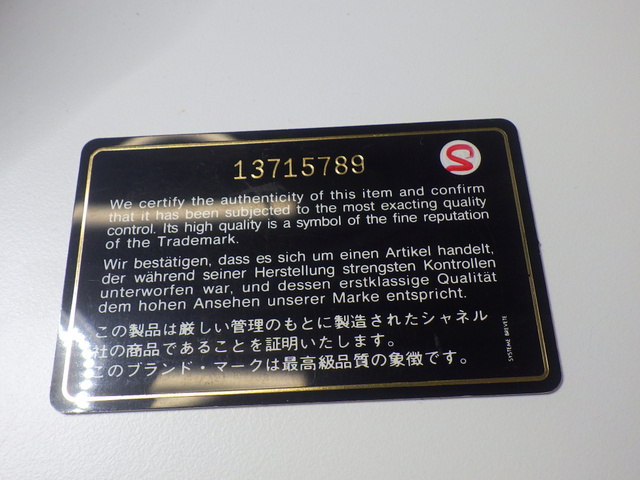 13715789
S
We certify the authenticity of this item and confirm
that it has been subjected to the most exacting quality
control. Its high quality is a symbol of the fine reputation
of the Trademark.
Wir bestätigen, dass es sich um einen Artikel handelt,
der während seiner Herstellung strengsten Kontrollen
unterworfen war, und dessen erstklassige Qualität
dem hohen Ansehen unserer Marke entspricht.
この製品は厳しい管理のもとに製造されたシャネル
社の商品であることを証明いたします。
このブランド・マークは最高級品質の象徴です。
SYSTEME BREVETE